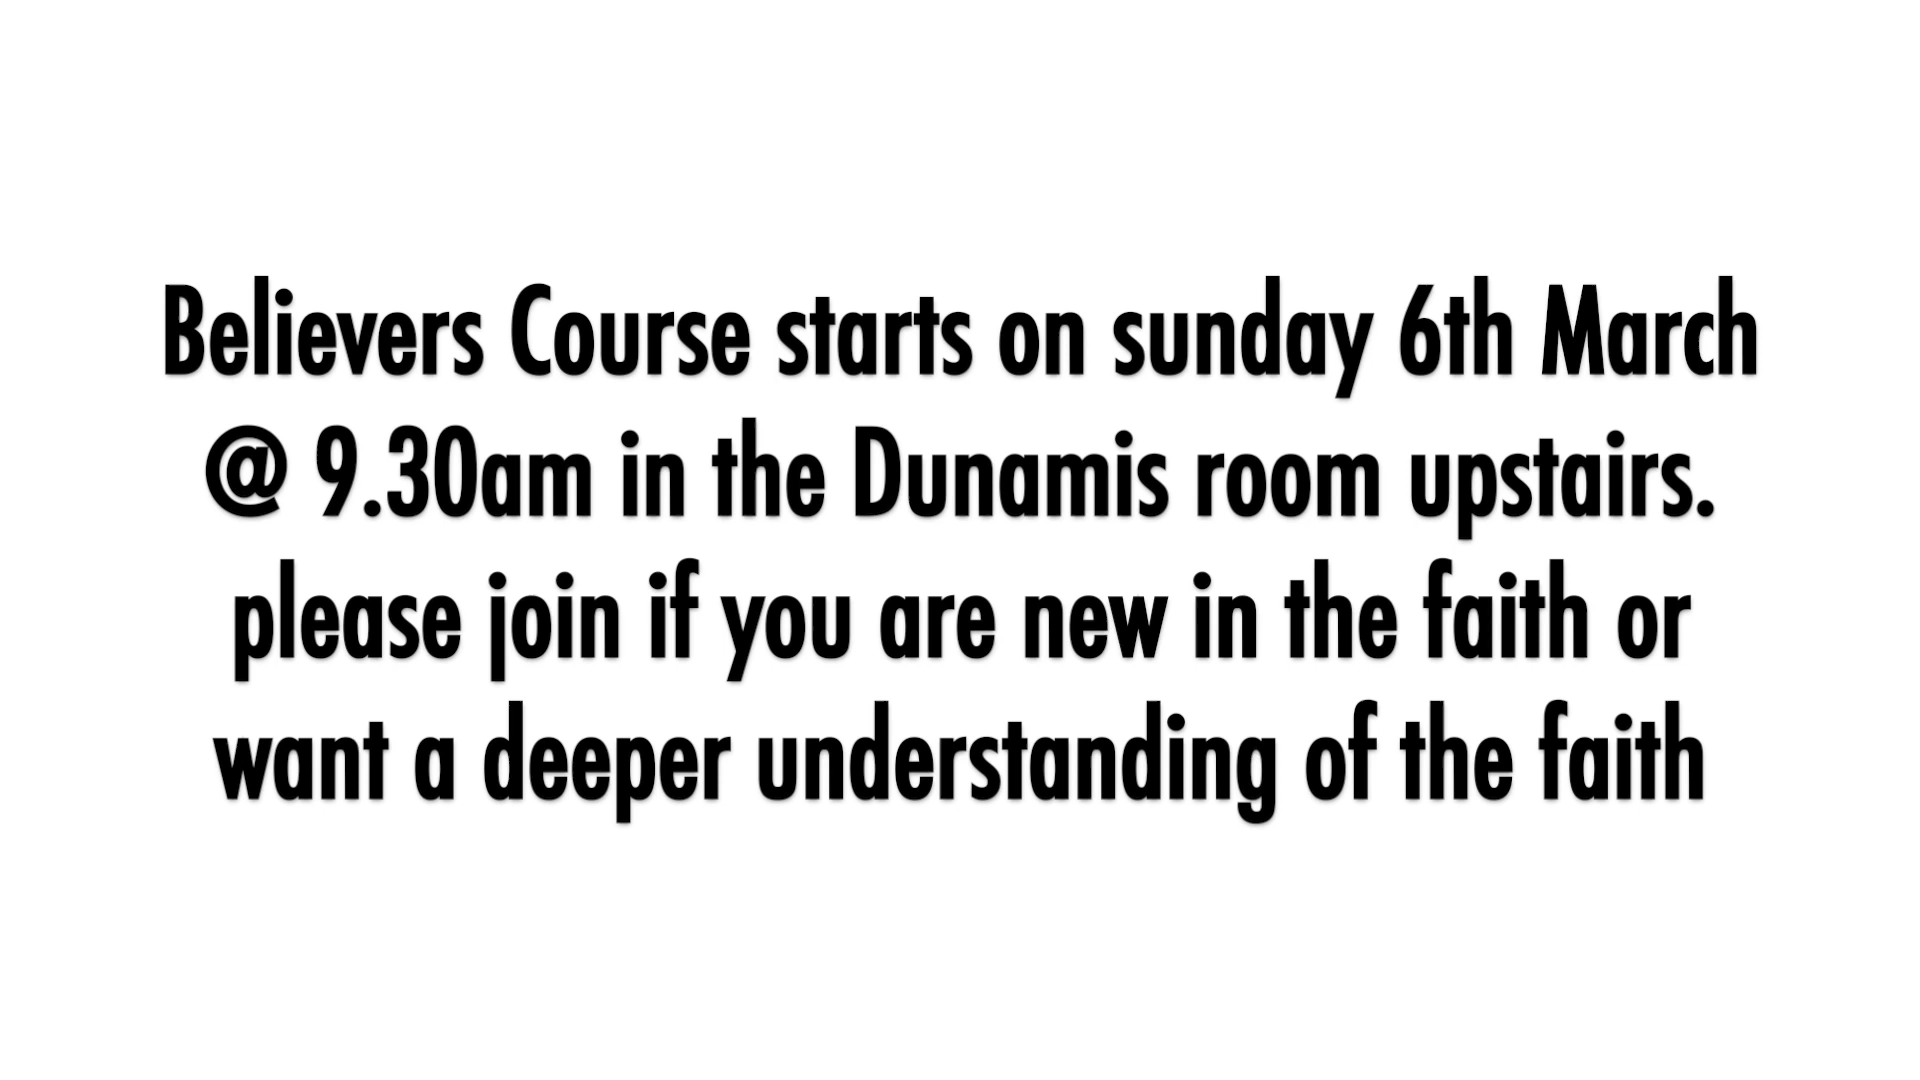 Believers Course starts on sunday 6th March
@ 9.30am in the Dunamis room upstairs.
please join if you are new in the faith or
want a deeper understanding of the faith